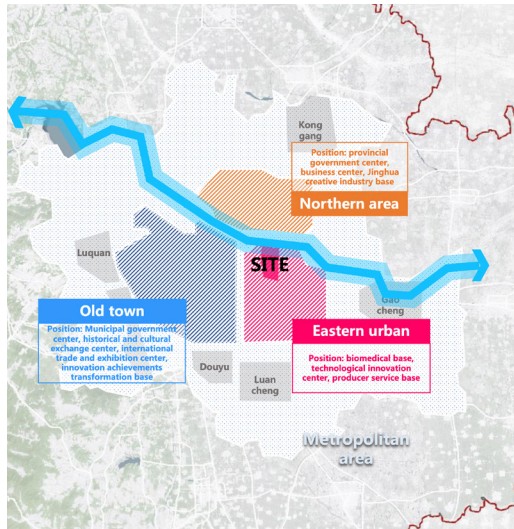 Kong
gang
Position: provincial
government center,
business center, Jinghua
creative industry base
Northern area
Luquan
SITE
Old town
Position: Municipal government
center, historical and cultural
exchange center, international
trade and exhibition center,
innovation achievements
transformation base
Gao
cheng
Eastern urban
Position: biomedical base,
technological innovation
center, producer service base
Douyu
Luan
cheng
Metropolitan
area